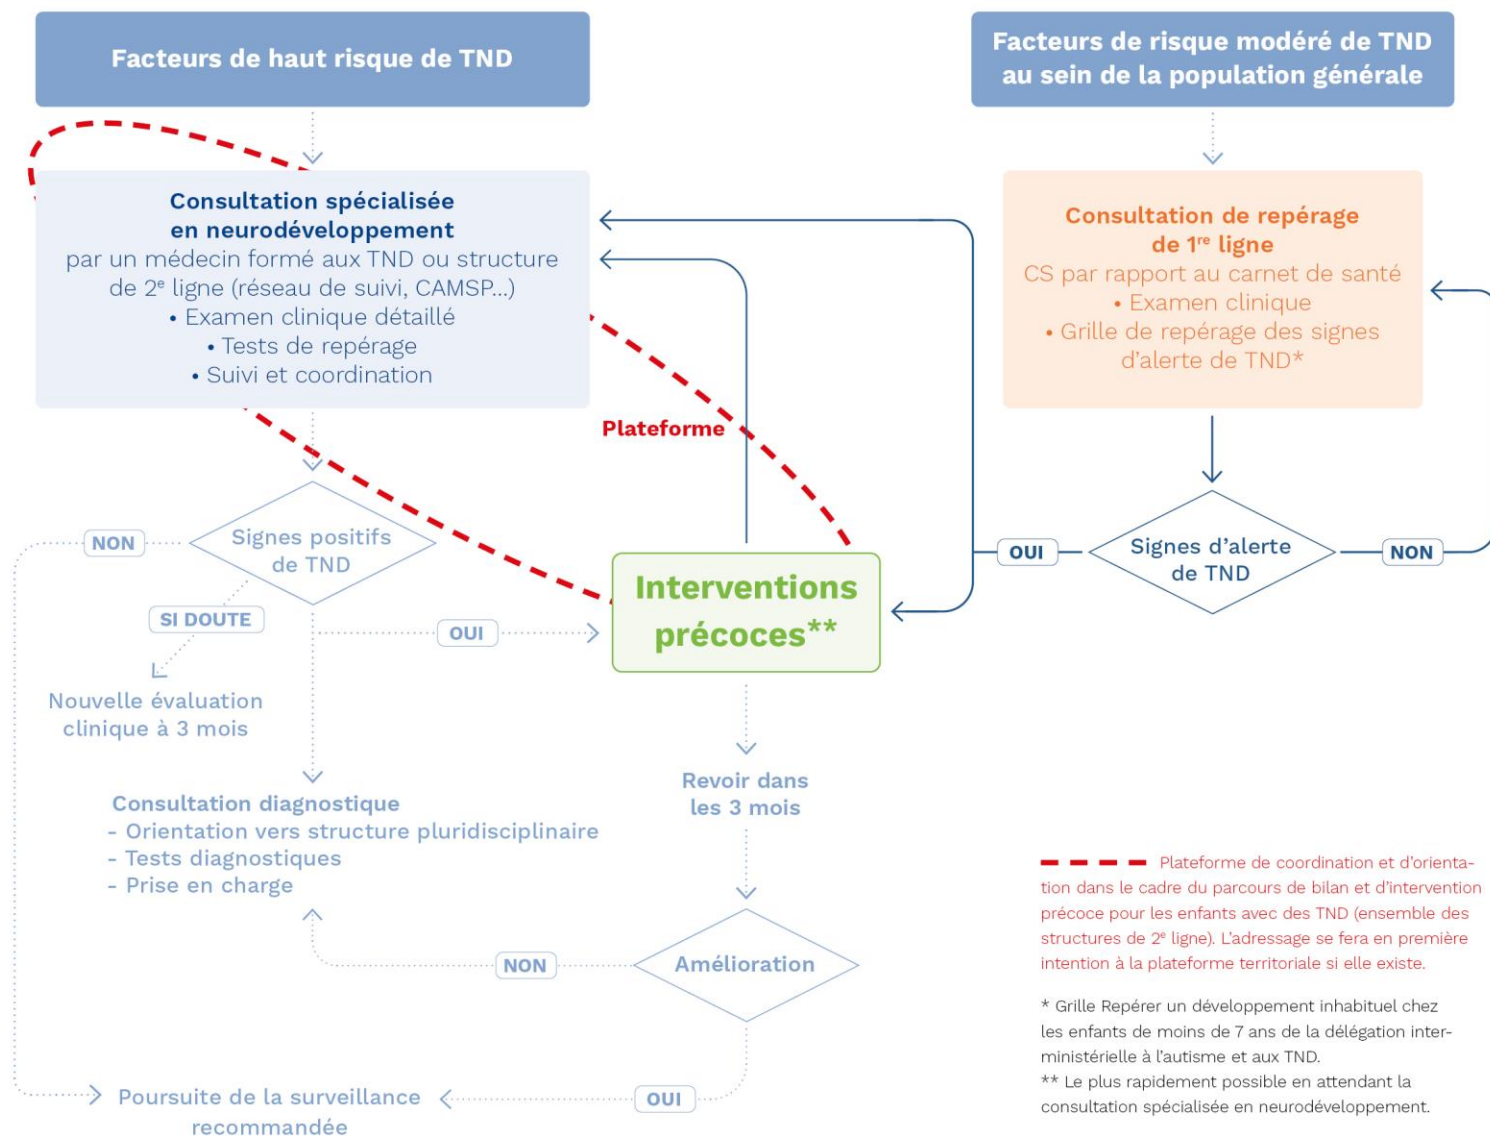 Facteurs de haut risque de TND
Facteurs de risque modéré de TND
au sein de la population générale
Consultation spécialisée
en neurodéveloppement
par un médecin formé aux TND ou structure
de 2e ligne (réseau de suivi, CAMSP...)
• Examen clinique détaillé
• Tests de repérage
• Suivi et coordination
Consultation de repérage
de 1re ligne
CS par rapport au carnet de santé
• Examen clinique
• Grille de repérage des signes
d'alerte de TND*
Plateforme
Signes positifs
de TND
NON
SI DOUTE
OUI
Interventions
précoces**
OUI
Signes d'alerte
de TND
NON
Nouvelle évaluation
clinique à 3 mois
Consultation diagnostique
- Orientation vers structure pluridisciplinaire
- Tests diagnostiques
- Prise en charge
Revoir dans
les 3 mois
Amélioration
NON
OUI
Poursuite de la surveillance
recommandée
Plateforme de coordination et d'orienta-
tion dans le cadre du parcours de bilan et d'intervention
précoce pour les enfants avec des TND (ensemble des
structures de 2e ligne). L'adressage se fera en première
intention à la plateforme territoriale si elle existe.
* Grille Repérer un développement inhabituel chez
les enfants de moins de 7 ans de la délégation inter-
ministérielle à l'autisme et aux TND.
** Le plus rapidement possible en attendant la
consultation spécialisée en neurodéveloppement.